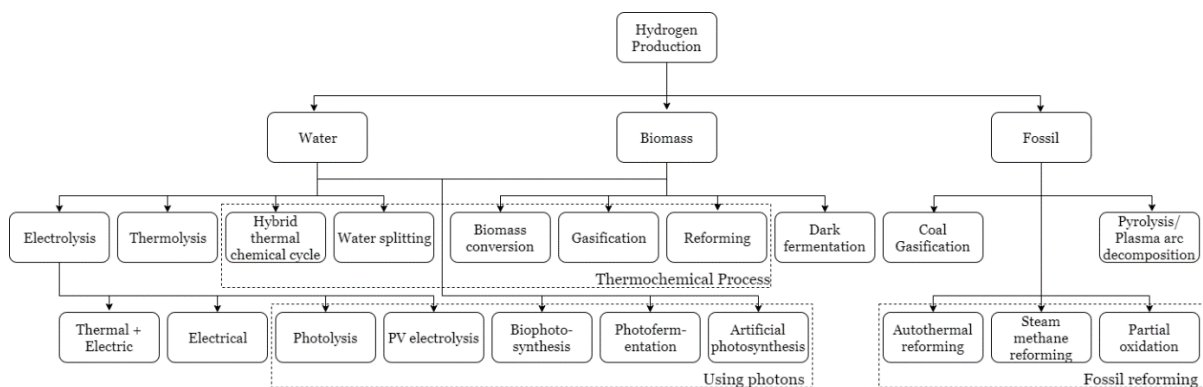 Hydrogen
Production
Water
Biomass
Fossil
Electrolysis
Thermolysis
Hybrid
thermal
chemical cycle
Water splitting
Biomass
conversion
Gasification
Reforming
Dark
fermentation
Coal
Gasification
Pyrolysis/
Plasma arc
decomposition
Thermochemical Process
Thermal +
Electric
Electrical
Photolysis
PV electrolysis
Biophoto-
synthesis
Photoferm-
entation
Artificial
photosynthesis
Autothermal
reforming
Steam
methane
reforming
Partial
oxidation
Using photons
Fossil reforming